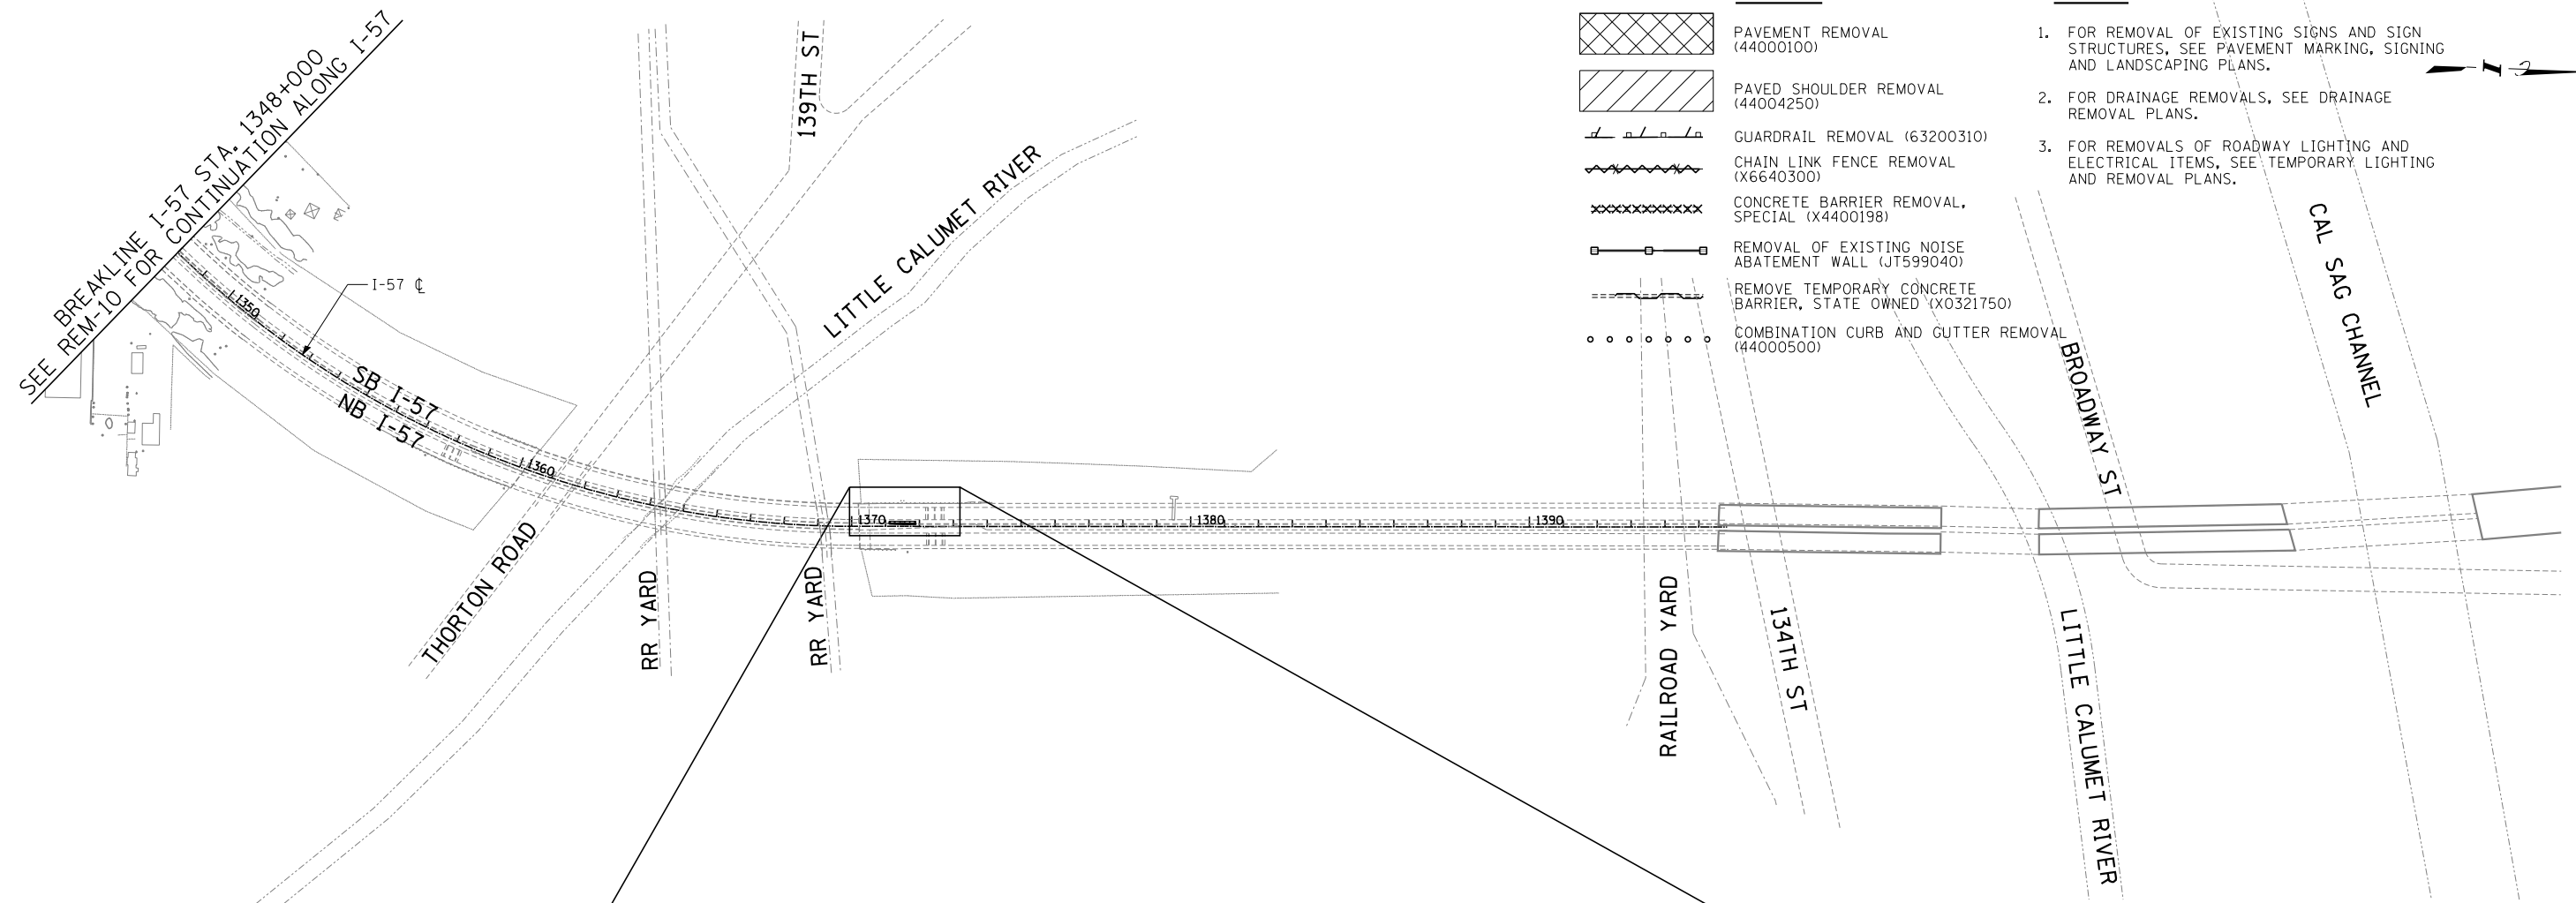 BREAKLINE I-57 STA. 1348+000
SEE REM-10 FOR CONTINUATION ALONG I-57
I-57 ℄
1350
SB I-57
NB I-57
1360
THORTON ROAD
RR YARD
RR YARD
139TH ST
LITTLE CALUMET RIVER
1370
1380
1390
PAVEMENT REMOVAL
(44000100)
PAVED SHOULDER REMOVAL
(44004250)
GUARDRAIL REMOVAL (63200310)
CHAIN LINK FENCE REMOVAL
(X6640300)
CONCRETE BARRIER REMOVAL,
SPECIAL (X4400198)
REMOVAL OF EXISTING NOISE
ABATEMENT WALL (JT599040)
REMOVE TEMPORARY CONCRETE
BARRIER, STATE OWNED (X0321750)
COMBINATION CURB AND GUTTER REMOVAL
(44000500)
1. FOR REMOVAL OF EXISTING SIGNS AND SIGN
STRUCTURES, SEE PAVEMENT MARKING, SIGNING
AND LANDSCAPING PLANS.
2. FOR DRAINAGE REMOVALS, SEE DRAINAGE
REMOVAL PLANS.
3. FOR REMOVALS OF ROADWAY LIGHTING AND
ELECTRICAL ITEMS, SEE TEMPORARY LIGHTING
AND REMOVAL PLANS.
RAILROAD YARD
134TH ST
BROADWAY ST
LITTLE CALUMET RIVER
CAL SAG CHANNEL